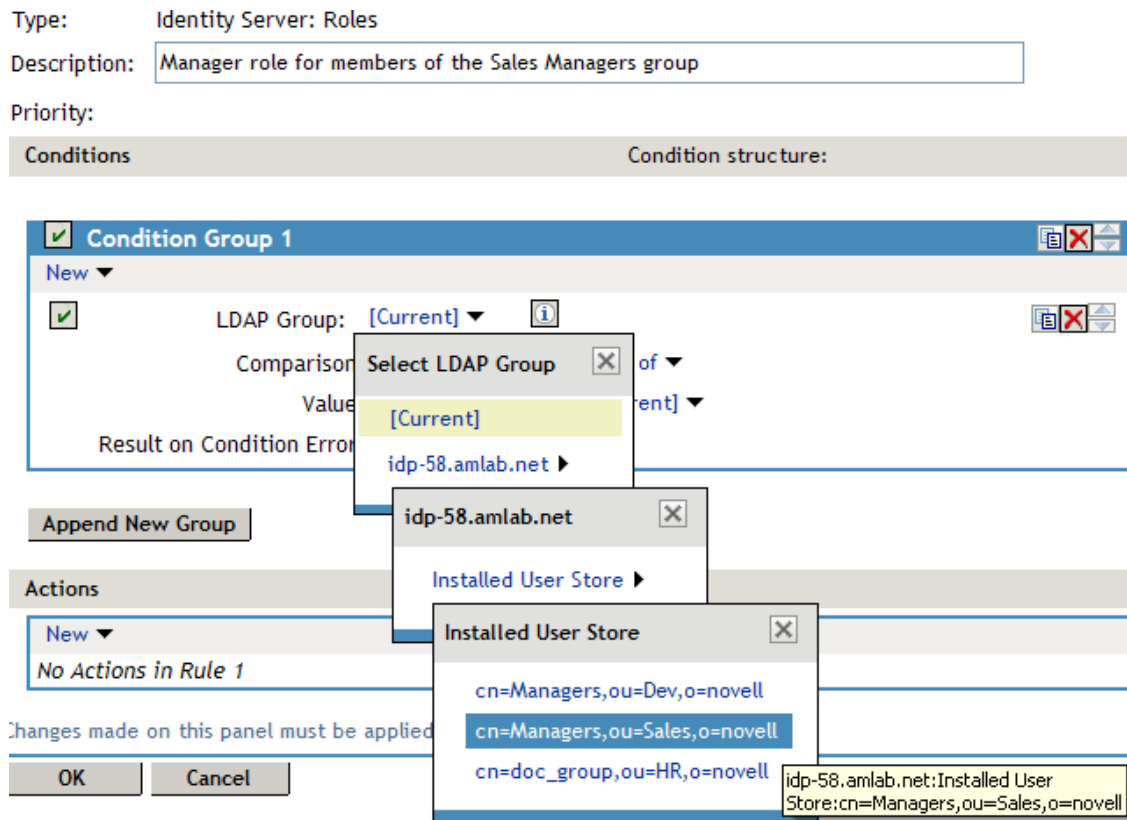 Type: Identity Server: Roles
Description: Manager role for members of the Sales Managers group
Priority:
Conditions Condition structure:
Condition Group 1
New
LDAP Group: [Current]
Comparison of
Select LDAP Group
Value rent]
[Current]
Result on Condition Error
idp-58.amlab.net
Append New Group
idp-58.amlab.net
Installed User Store
Actions
New
Installed User Store
No Actions in Rule 1
cn=Managers,ou=Dev,o=novell
Changes made on this panel must be applied
cn=Managers,ou=Sales,o=novell
OK Cancel
cn=doc_group,ou=HR,o=novell
idp-58.amlab.net:Installed User
Store:cn=Managers,ou=Sales,o=novell